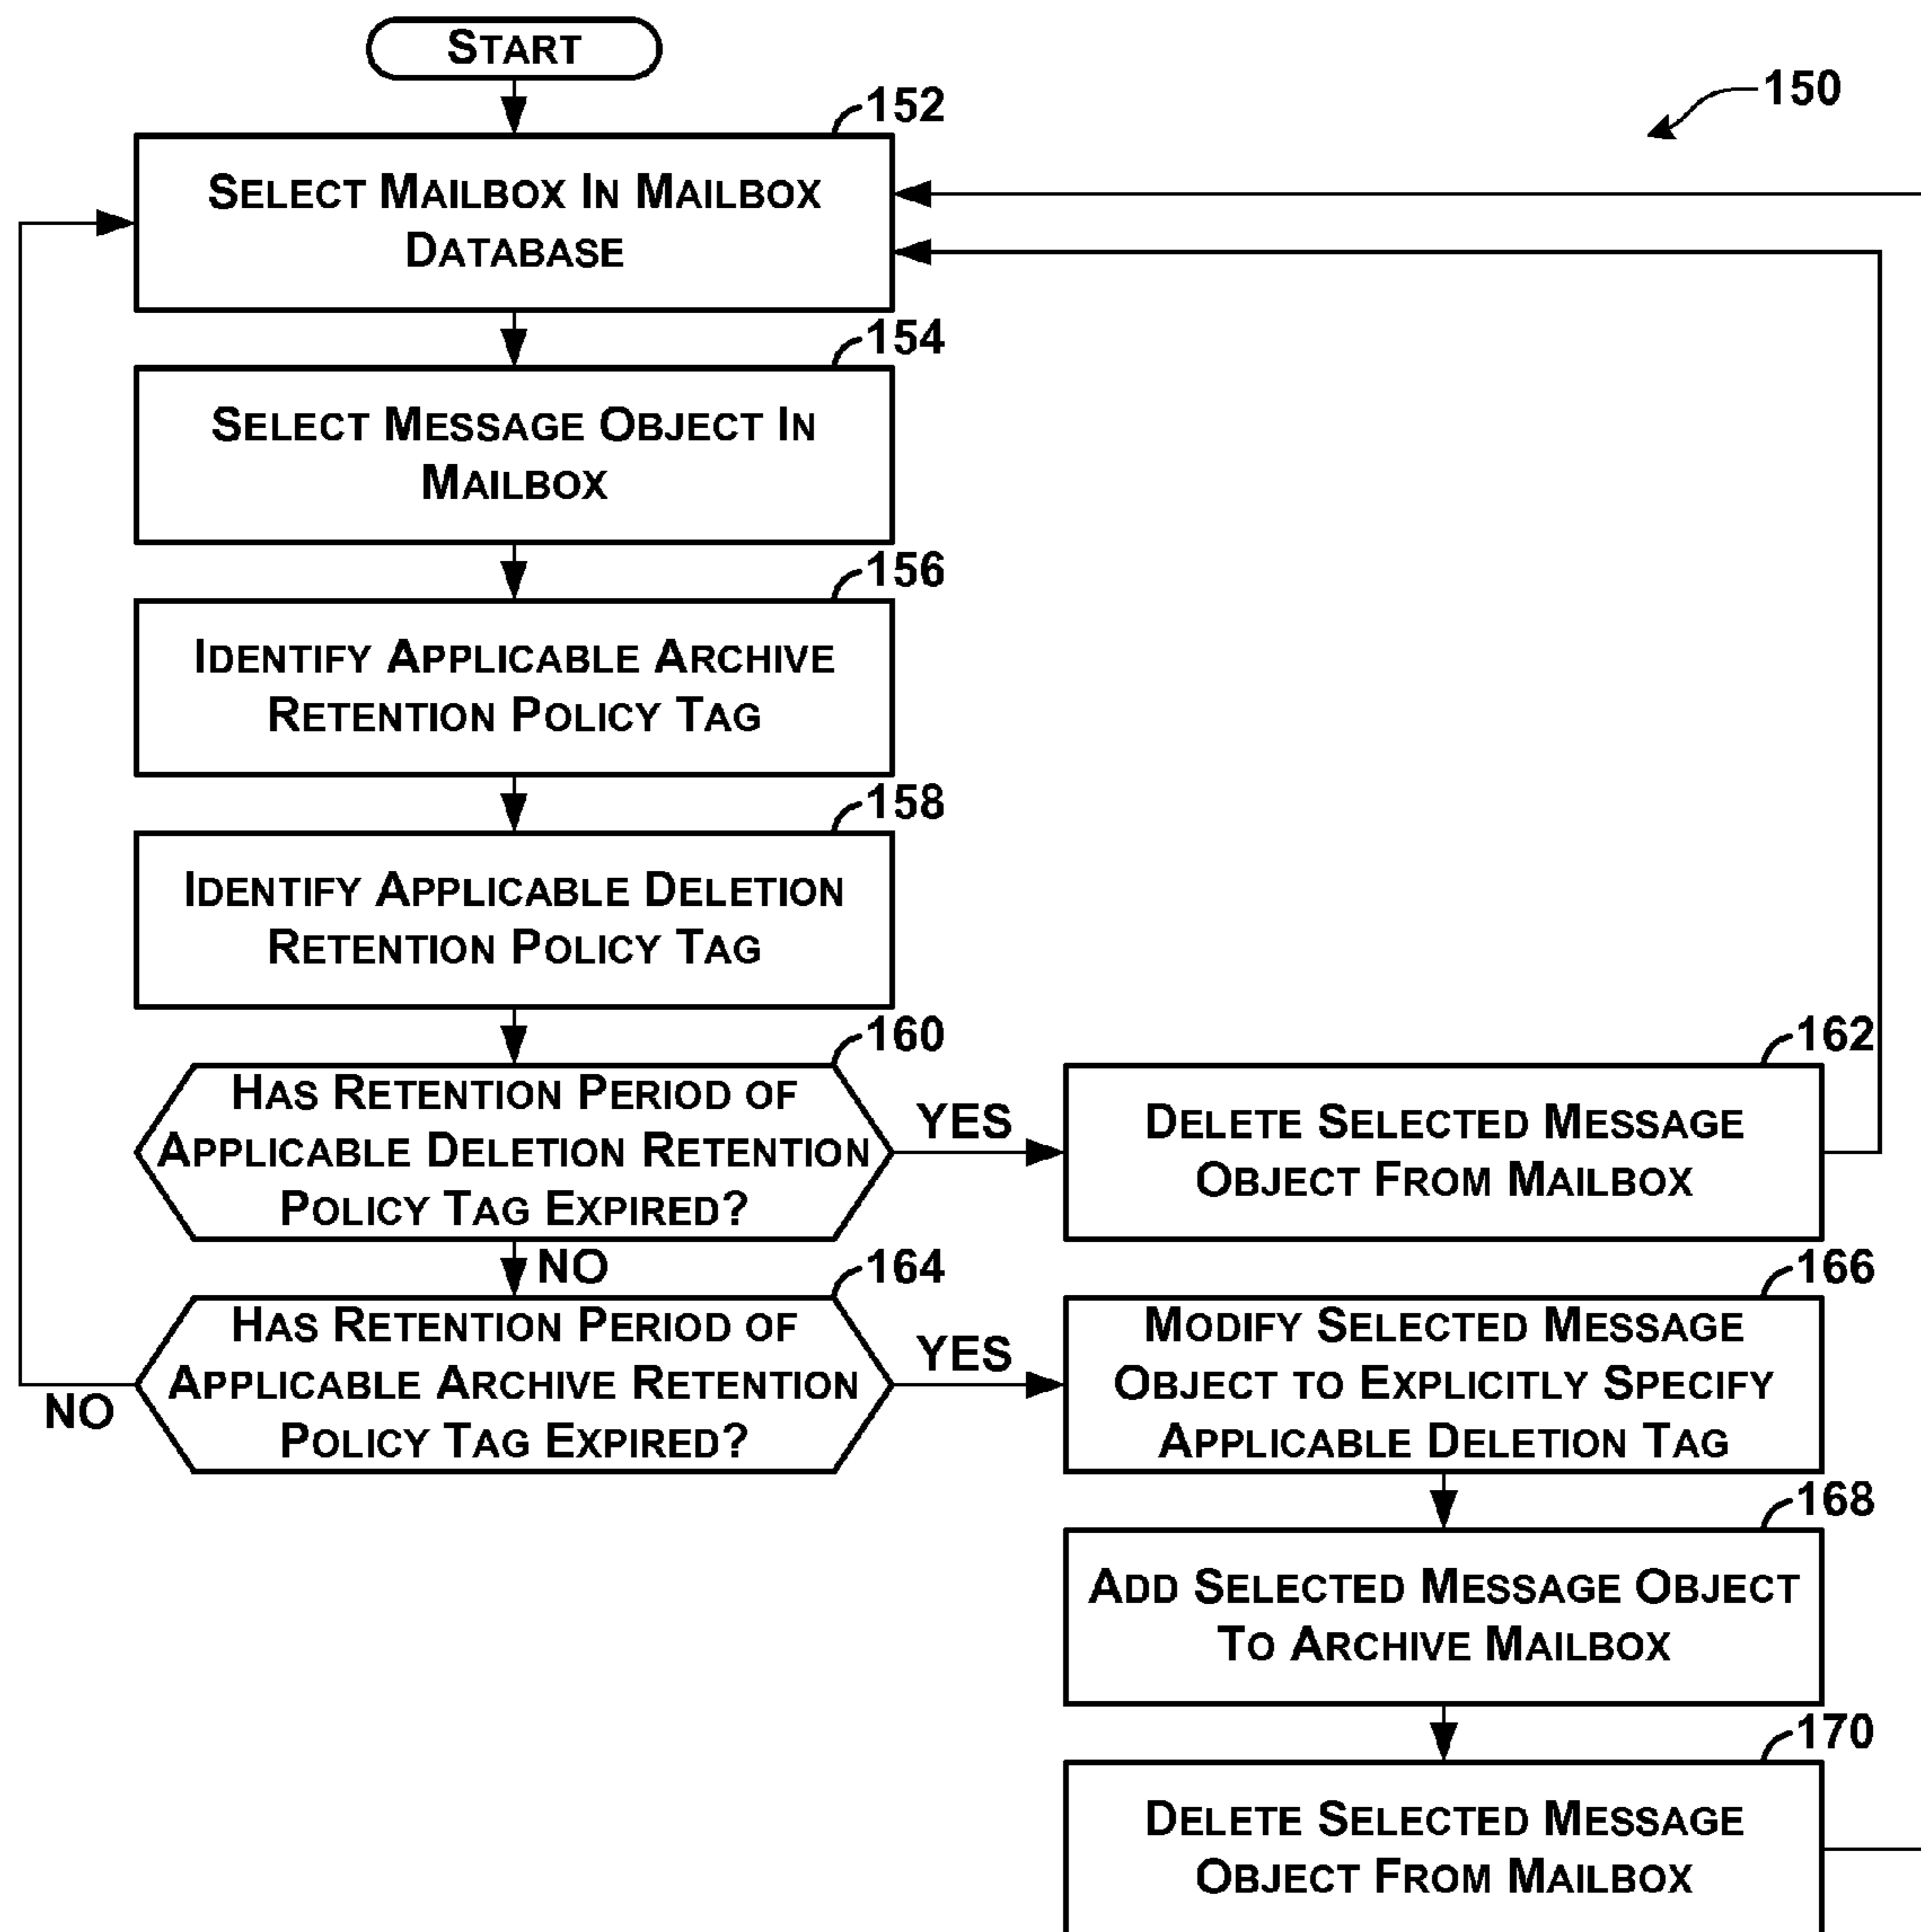 START
150
152
SELECT MAILBOX IN MAILBOX
DATABASE
154
SELECT MESSAGE OBJECT IN
MAILBOX
156
IDENTIFY APPLICABLE ARCHIVE
RETENTION POLICY TAG
158
IDENTIFY APPLICABLE DELETION
RETENTION POLICY TAG
160
HAS RETENTION PERIOD OF
APPLICABLE DELETION RETENTION
POLICY TAG EXPIRED?
YES
162
DELETE SELECTED MESSAGE
OBJECT FROM MAILBOX
NO
164
HAS RETENTION PERIOD OF
APPLICABLE ARCHIVE RETENTION
POLICY TAG EXPIRED?
NO
YES
166
MODIFY SELECTED MESSAGE
OBJECT TO EXPLICITLY SPECIFY
APPLICABLE DELETION TAG
168
ADD SELECTED MESSAGE OBJECT
TO ARCHIVE MAILBOX
170
DELETE SELECTED MESSAGE
OBJECT FROM MAILBOX